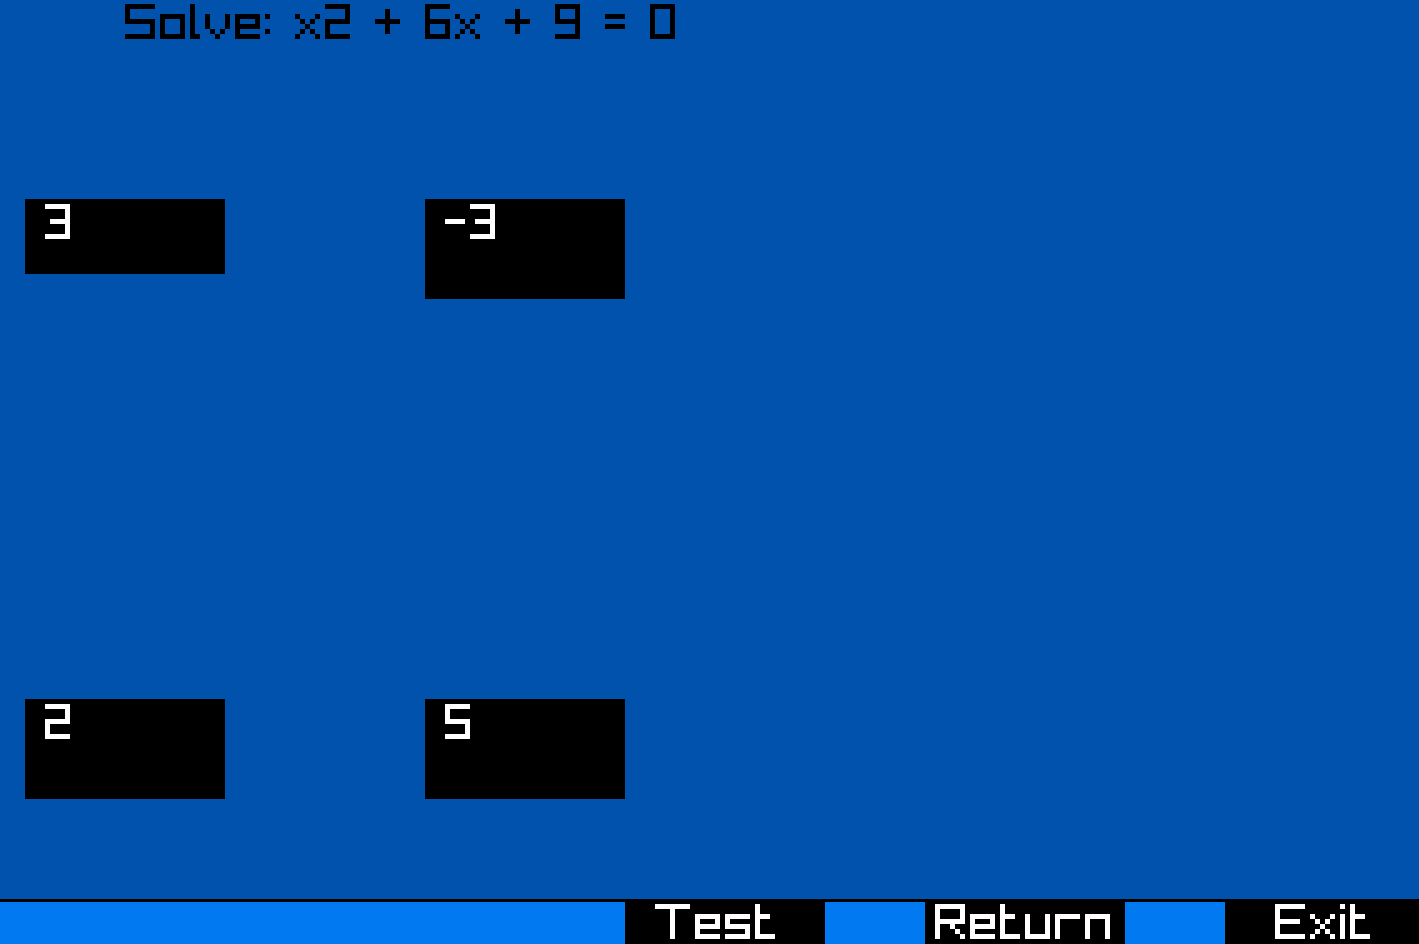 Solve: x2 + 6x + 9 = 0
3 -3
2 5
Test Return Exit